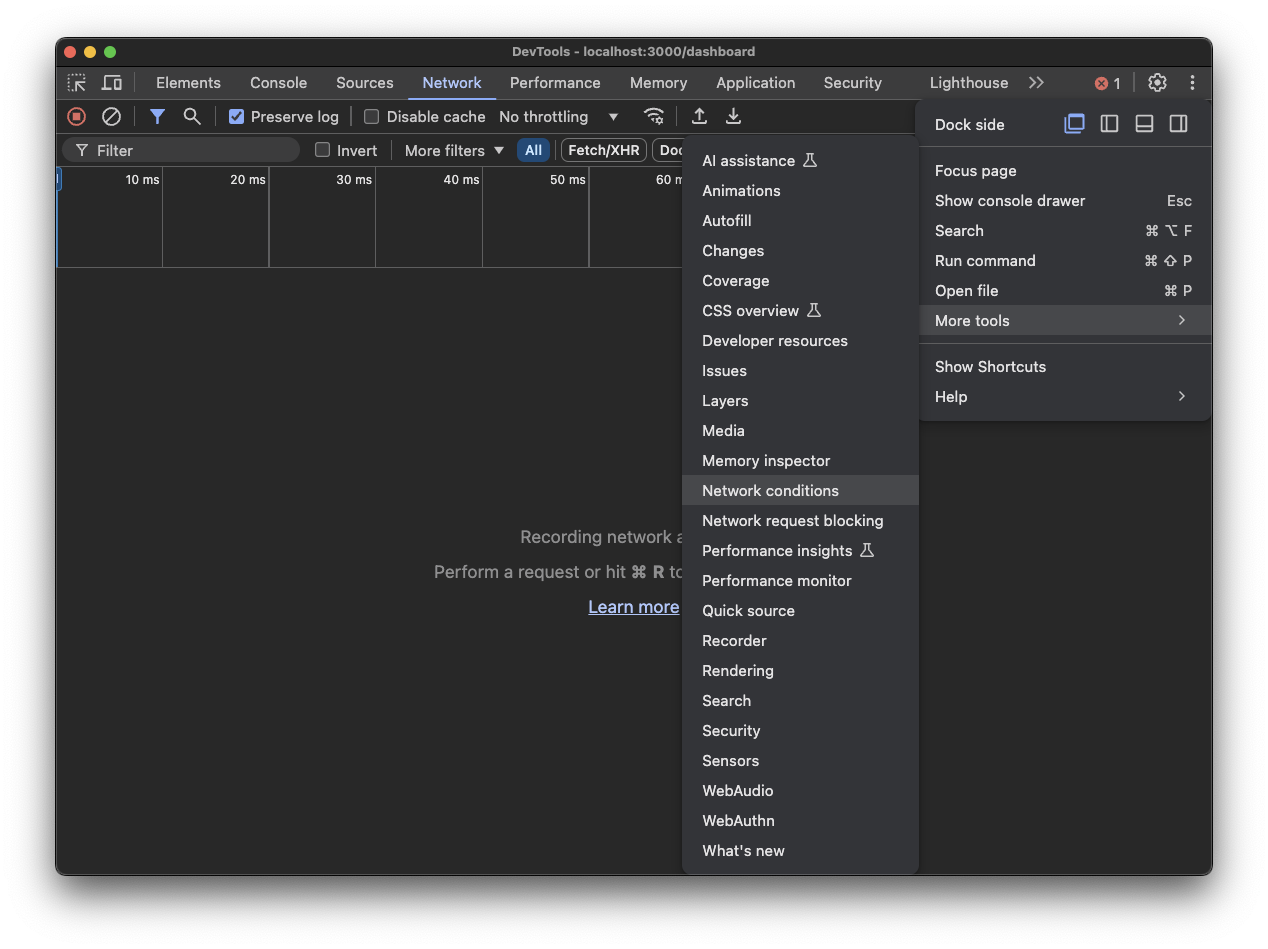 DevTools - localhost:3000/dashboard
Elements Console Sources Network Performance Memory Application Security Lighthouse 1
Preserve log Disable cache No throttling
Filter Invert More filters All Fetch/XHR Doc
10 ms 20 ms 30 ms 40 ms 50 ms 60 m
Recording network a
Perform a request or hit ⌘ R to
Learn more
AI assistance
Animations
Autofill
Changes
Coverage
CSS overview
Developer resources
Issues
Layers
Media
Memory inspector
Network conditions
Network request blocking
Performance insights
Performance monitor
Quick source
Recorder
Rendering
Search
Security
Sensors
WebAudio
WebAuthn
What's new
Dock side
Focus page
Show console drawer Esc
Search ⌘ ⌥ F
Run command ⌘ ⇧ P
Open file ⌘ P
More tools
Show Shortcuts
Help